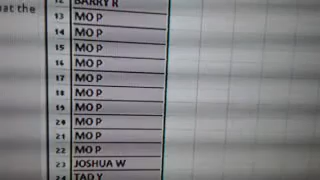 at the
12 BARRY R
13 MO P
14 MO P
15 MO P
16 MO P
17 MO P
18 MO P
19 MO P
20 MO P
21 MO P
22 MO P
23 JOSHUA W
24 TAD Y